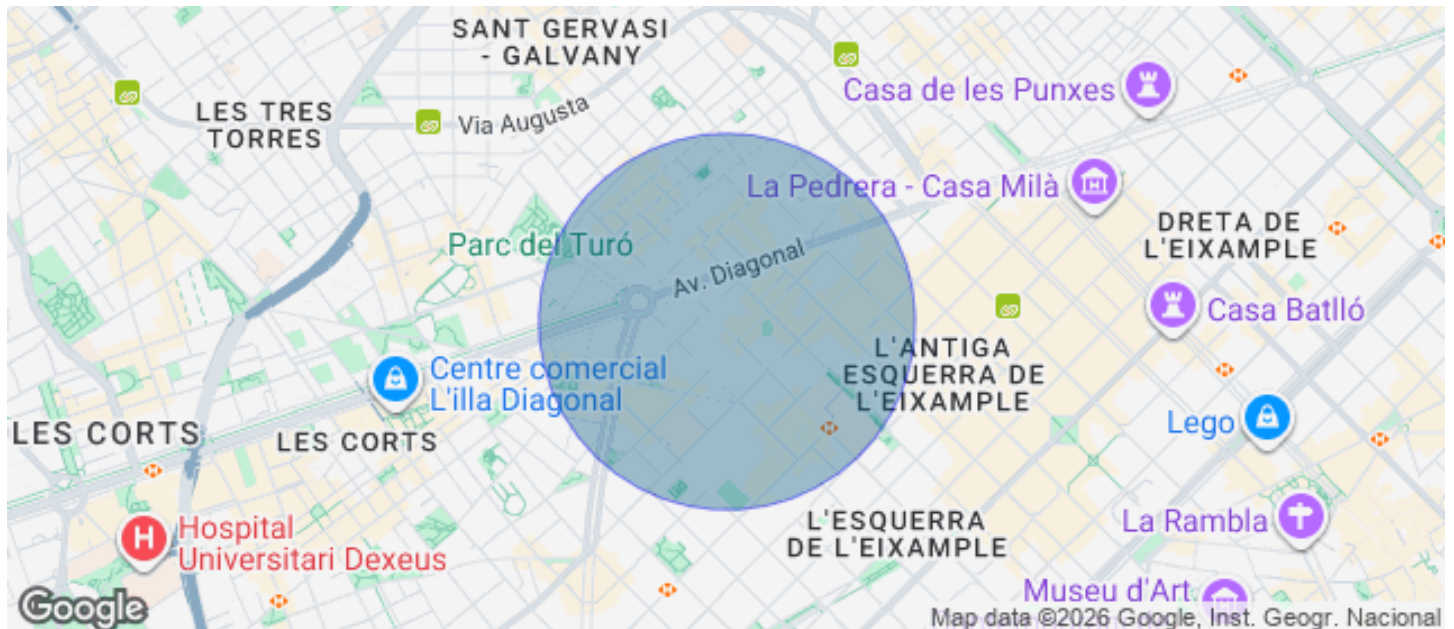 SANT GERVASI
- GALVANY
Casa de les Punxes
LES TRES
TORRES
Via Augusta
La Pedrera - Casa Milà
DRETA DE
L'EIXAMPLE
Parc del Turó
Av. Diagonal
Casa Batlló
L'ANTIGA
ESQUERRA DE
L'EIXAMPLE
Centre comercial
L'illa Diagonal
Lego
LES CORTS
LES CORTS
La Rambla
L'ESQUERRA
DE L'EIXAMPLE
H
Hospital
Universitari Dexeus
Museu d'Art
Google
Map data ©2026 Google, Inst. Geogr. Nacional